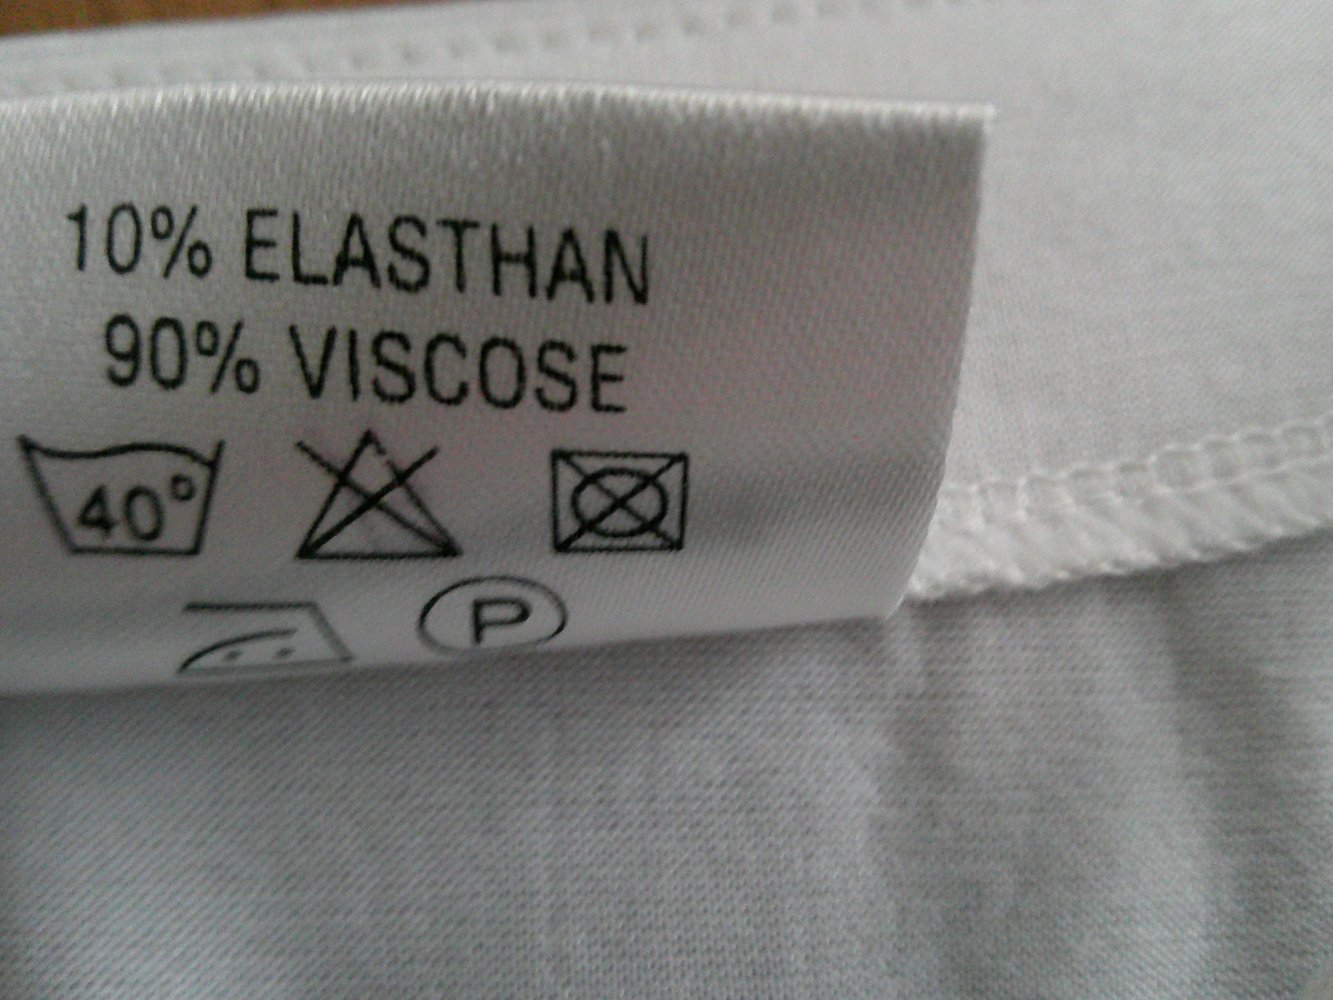 10% ELASTHAN
90% VISCOSE
40°
P